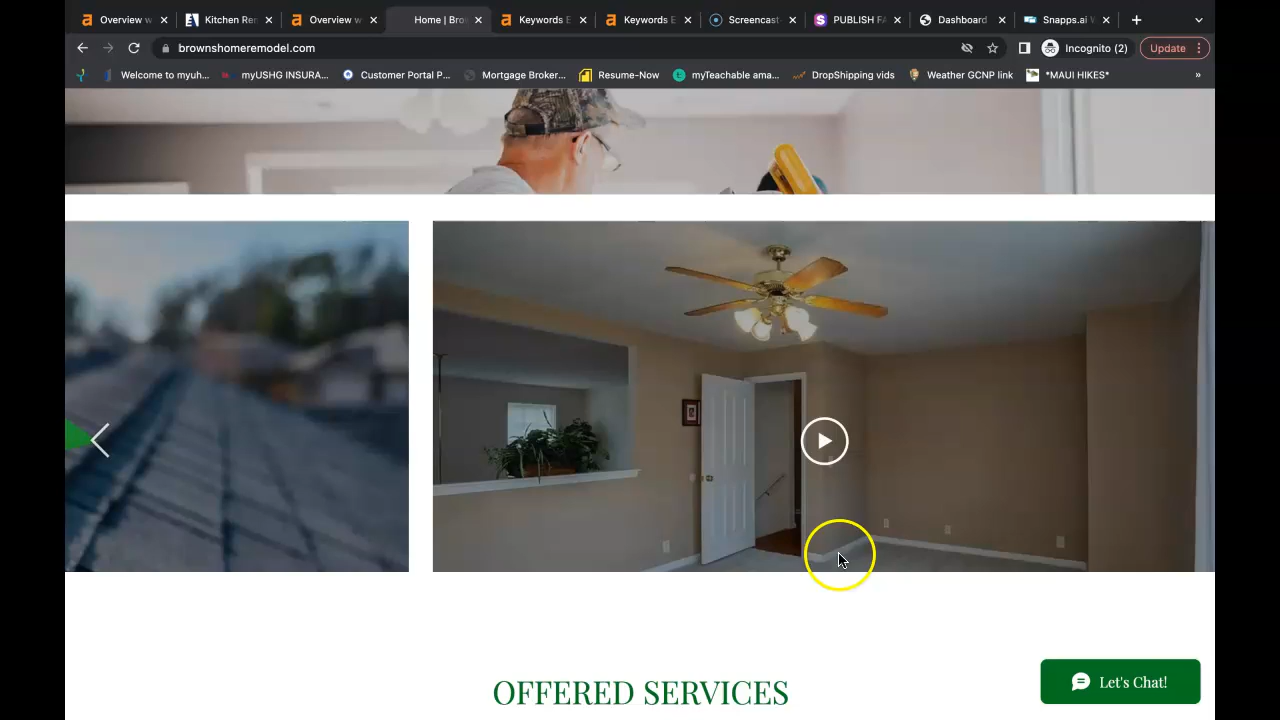 Overview w
Kitchen Rer
Overview w
Home | Bro
Keywords E
Keywords E
Screencast-
PUBLISH FA
Dashboard
Snapps.ai W
brownshomeremodel.com
Incognito (2)
Update
Welcome to myuh...
myUSHG INSURA...
Customer Portal P...
Mortgage Broker...
Resume-Now
myTeachable ama...
DropShipping vids
Weather GCNP link
*MAUI HIKES*
OFFERED SERVICES
Let's Chat!